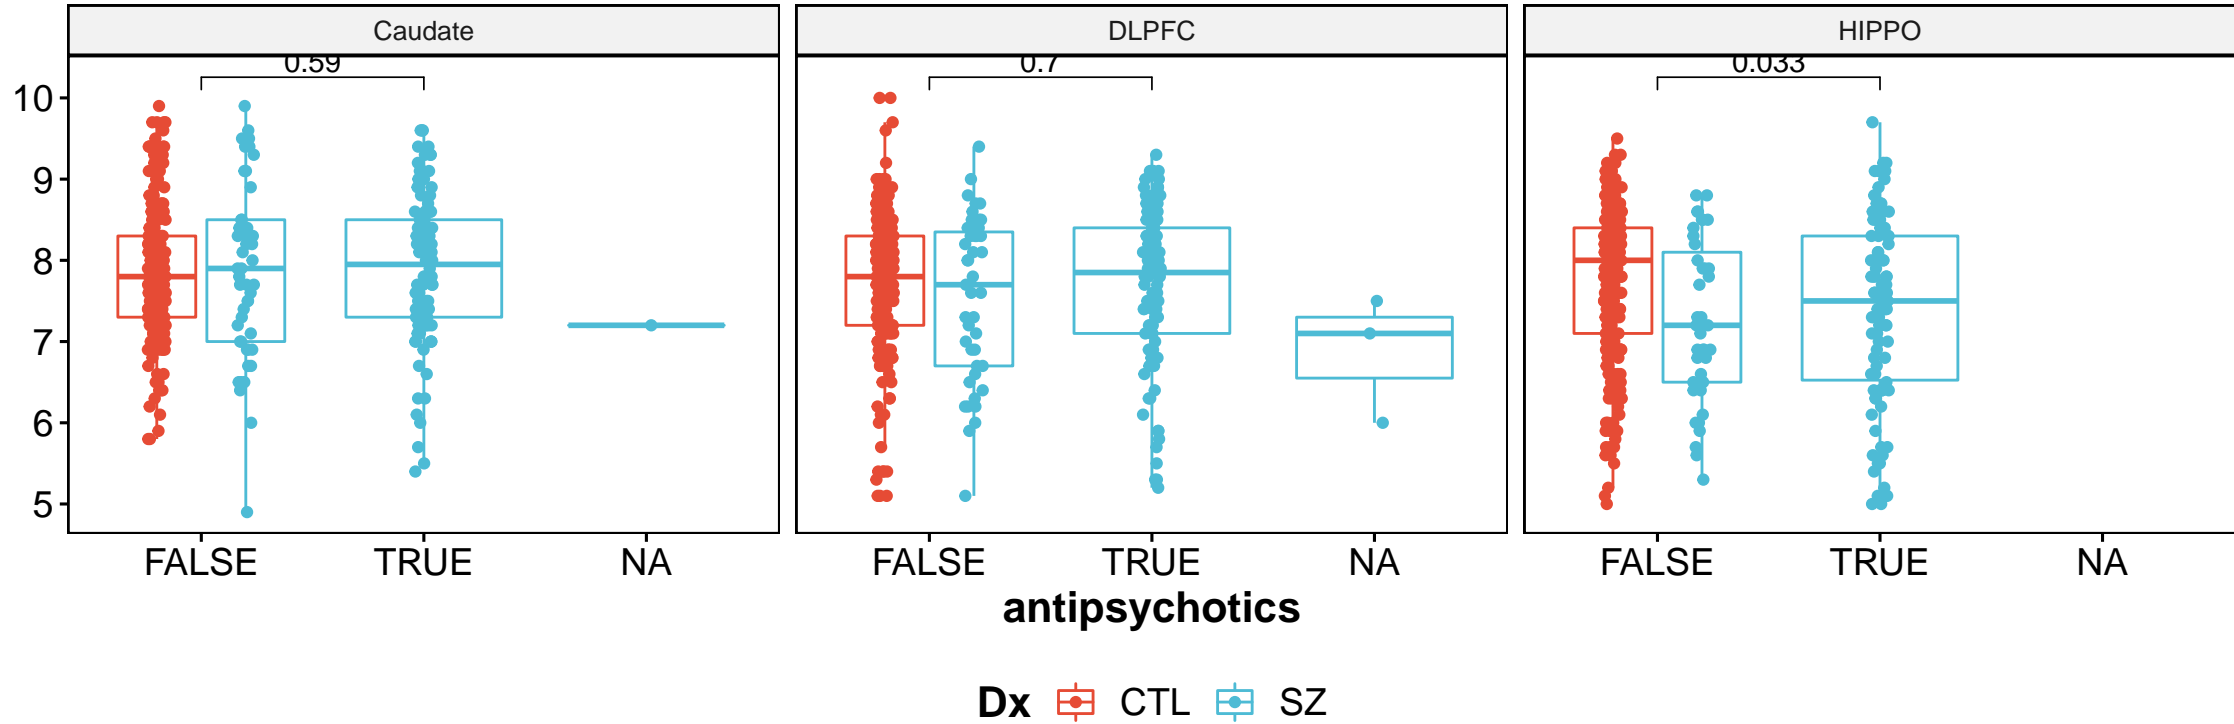 Caudate DLPFC HIPPO
0.59 0.7 0.033
10
9
8
7
6
5
FALSE TRUE NA FALSE TRUE NA FALSE TRUE NA
antipsychotics
Dx CTL SZ